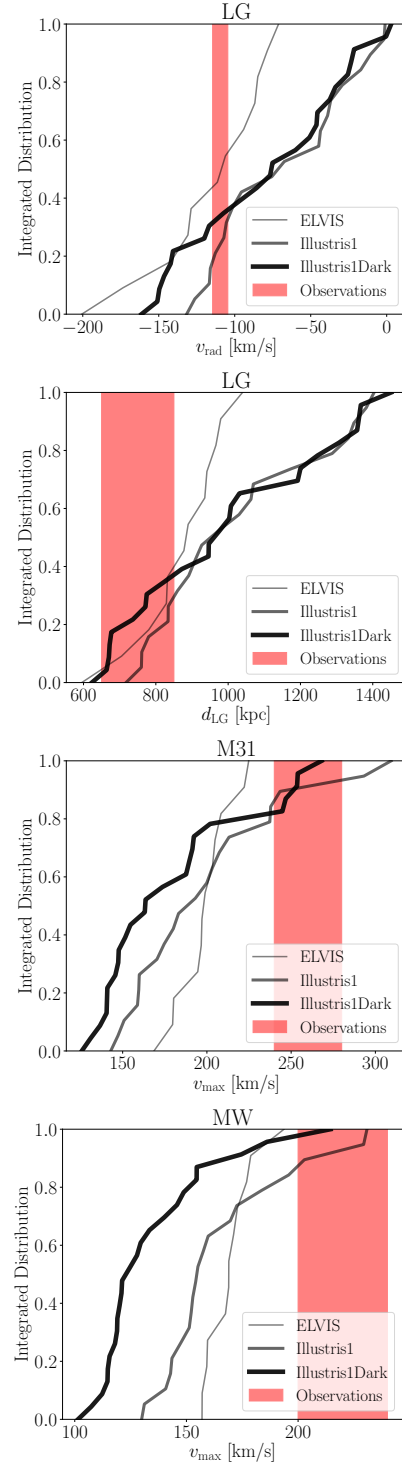 LG
Integrated Distribution
1.0
0.8
0.6
0.4
0.2
0.0
ELVIS
Illustris1
Illustris1Dark
Observations
−200 −150 −100 −50 0
v_rad [km/s]
LG
Integrated Distribution
1.0
0.8
0.6
0.4
0.2
0.0
ELVIS
Illustris1
Illustris1Dark
Observations
600 800 1000 1200 1400
d_LG [kpc]
M31
Integrated Distribution
1.0
0.8
0.6
0.4
0.2
0.0
ELVIS
Illustris1
Illustris1Dark
Observations
150 200 250 300
v_max [km/s]
MW
Integrated Distribution
1.0
0.8
0.6
0.4
0.2
0.0
ELVIS
Illustris1
Illustris1Dark
Observations
100 150 200
v_max [km/s]